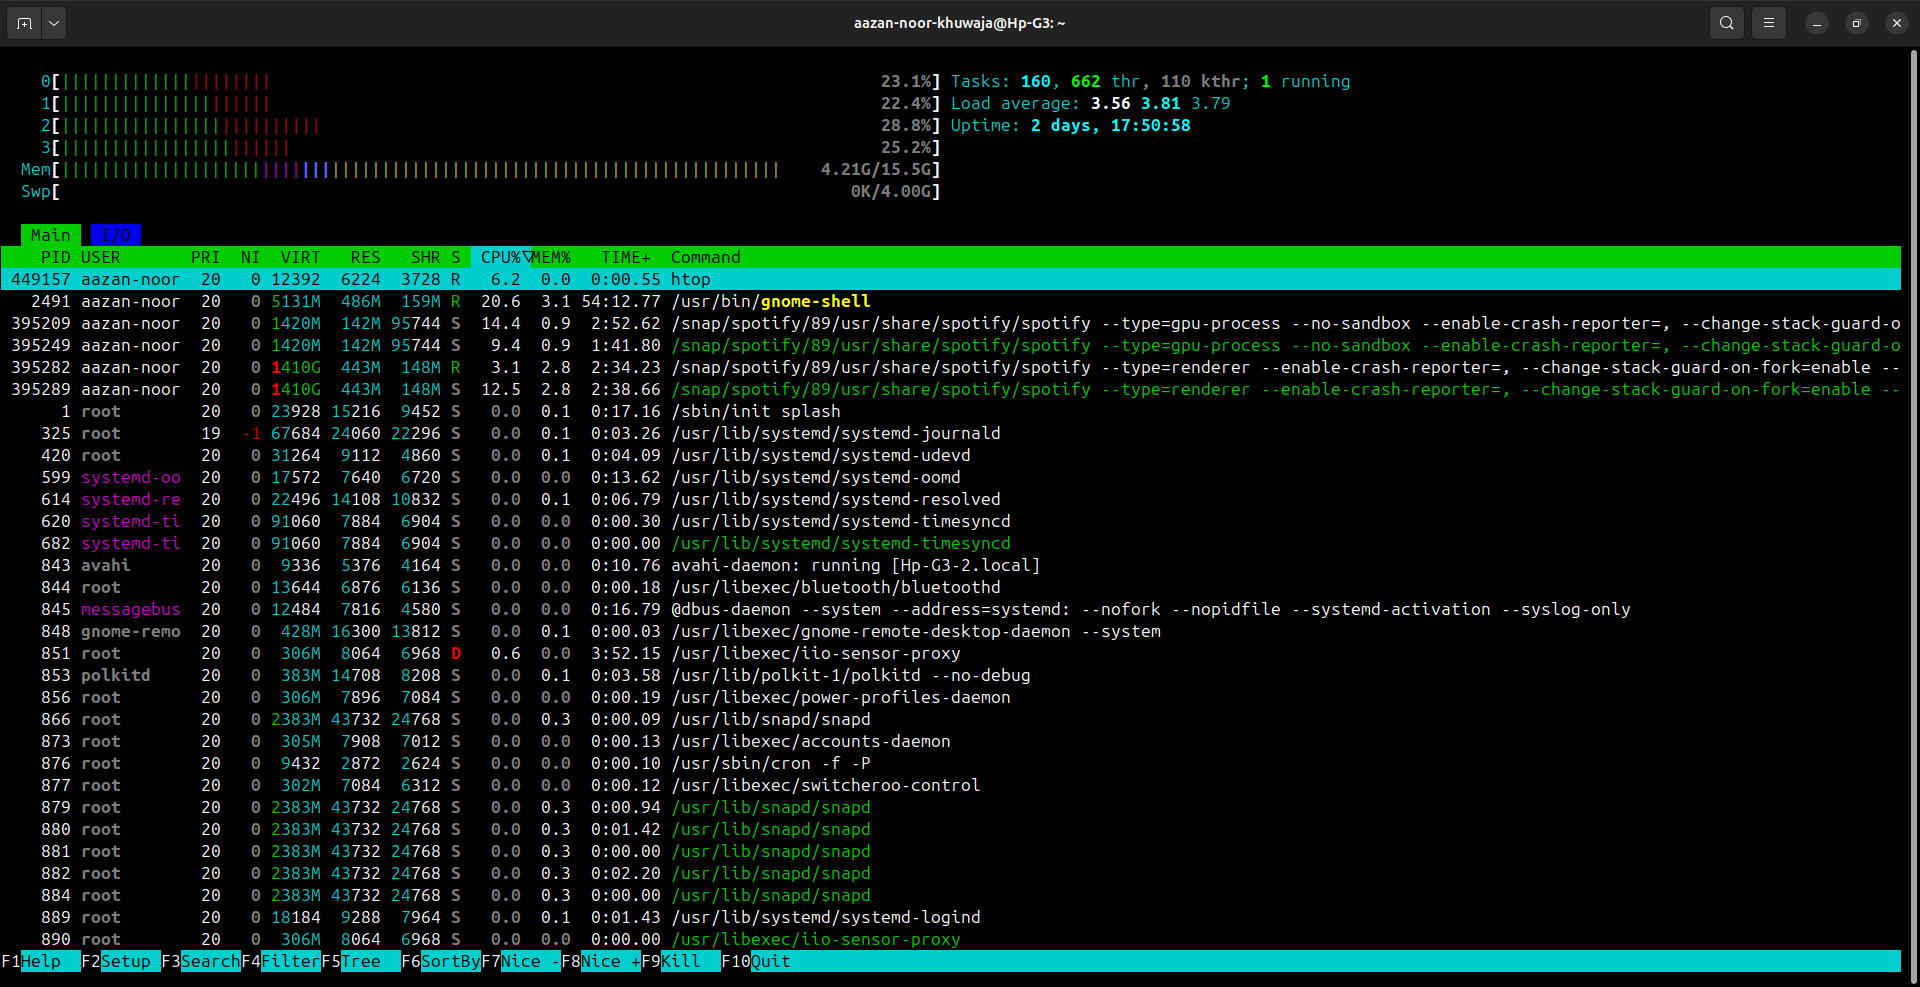 aazan-noor-khuwaja@Hp-G3: ~
0[ 23.1%] Tasks: 160, 662 thr, 110 kthr; 1 running
1[ 22.4%] Load average: 3.56 3.81 3.79
2[ 28.8%] Uptime: 2 days, 17:50:58
3[ 25.2%]
Mem[ 4.21G/15.5G]
Swp[ 0K/4.00G]
Main I/O
PID USER PRI NI VIRT RES SHR S CPU%▽MEM% TIME+ Command
449157 aazan-noor 20 0 12392 6224 3728 R 6.2 0.0 0:00.55 htop
2491 aazan-noor 20 0 5131M 486M 159M R 20.6 3.1 54:12.77 /usr/bin/gnome-shell
395209 aazan-noor 20 0 1420M 142M 95744 S 14.4 0.9 2:52.62 /snap/spotify/89/usr/share/spotify/spotify --type=gpu-process --no-sandbox --enable-crash-reporter=, --change-stack-guard-o
395249 aazan-noor 20 0 1420M 142M 95744 S 9.4 0.9 1:41.80 /snap/spotify/89/usr/share/spotify/spotify --type=gpu-process --no-sandbox --enable-crash-reporter=, --change-stack-guard-o
395282 aazan-noor 20 0 1410G 443M 148M R 3.1 2.8 2:34.23 /snap/spotify/89/usr/share/spotify/spotify --type=renderer --enable-crash-reporter=, --change-stack-guard-on-fork=enable --
395289 aazan-noor 20 0 1410G 443M 148M S 12.5 2.8 2:38.66 /snap/spotify/89/usr/share/spotify/spotify --type=renderer --enable-crash-reporter=, --change-stack-guard-on-fork=enable --
1 root 20 0 23928 15216 9452 S 0.0 0.1 0:17.16 /sbin/init splash
325 root 19 -1 67684 24060 22296 S 0.0 0.1 0:03.26 /usr/lib/systemd/systemd-journald
420 root 20 0 31264 9112 4860 S 0.0 0.1 0:04.09 /usr/lib/systemd/systemd-udevd
599 systemd-oo 20 0 17572 7640 6720 S 0.0 0.0 0:13.62 /usr/lib/systemd/systemd-oomd
614 systemd-re 20 0 22496 14108 10832 S 0.0 0.1 0:06.79 /usr/lib/systemd/systemd-resolved
620 systemd-ti 20 0 91060 7884 6904 S 0.0 0.0 0:00.30 /usr/lib/systemd/systemd-timesyncd
682 systemd-ti 20 0 91060 7884 6904 S 0.0 0.0 0:00.00 /usr/lib/systemd/systemd-timesyncd
843 avahi 20 0 9336 5376 4164 S 0.0 0.0 0:10.76 avahi-daemon: running [Hp-G3-2.local]
844 root 20 0 13644 6876 6136 S 0.0 0.0 0:00.18 /usr/libexec/bluetooth/bluetoothd
845 messagebus 20 0 12484 7816 4580 S 0.0 0.0 0:16.79 @dbus-daemon --system --address=systemd: --nofork --nopidfile --systemd-activation --syslog-only
848 gnome-remo 20 0 428M 16300 13812 S 0.0 0.1 0:00.03 /usr/libexec/gnome-remote-desktop-daemon --system
851 root 20 0 306M 8064 6968 D 0.6 0.0 3:52.15 /usr/libexec/iio-sensor-proxy
853 polkitd 20 0 383M 14708 8208 S 0.0 0.1 0:03.58 /usr/lib/polkit-1/polkitd --no-debug
856 root 20 0 306M 7896 7084 S 0.0 0.0 0:00.19 /usr/libexec/power-profiles-daemon
866 root 20 0 2383M 43732 24768 S 0.0 0.3 0:00.09 /usr/lib/snapd/snapd
873 root 20 0 305M 7908 7012 S 0.0 0.0 0:00.13 /usr/libexec/accounts-daemon
876 root 20 0 9432 2872 2624 S 0.0 0.0 0:00.10 /usr/sbin/cron -f -P
877 root 20 0 302M 7084 6312 S 0.0 0.0 0:00.12 /usr/libexec/switcheroo-control
879 root 20 0 2383M 43732 24768 S 0.0 0.3 0:00.94 /usr/lib/snapd/snapd
880 root 20 0 2383M 43732 24768 S 0.0 0.3 0:01.42 /usr/lib/snapd/snapd
881 root 20 0 2383M 43732 24768 S 0.0 0.3 0:00.00 /usr/lib/snapd/snapd
882 root 20 0 2383M 43732 24768 S 0.0 0.3 0:02.20 /usr/lib/snapd/snapd
884 root 20 0 2383M 43732 24768 S 0.0 0.3 0:00.00 /usr/lib/snapd/snapd
889 root 20 0 18184 9288 7964 S 0.0 0.1 0:01.43 /usr/lib/systemd/systemd-logind
890 root 20 0 306M 8064 6968 S 0.0 0.0 0:00.00 /usr/libexec/iio-sensor-proxy
F1Help F2Setup F3SearchF4FilterF5Tree F6SortByF7Nice -F8Nice +F9Kill F10Quit